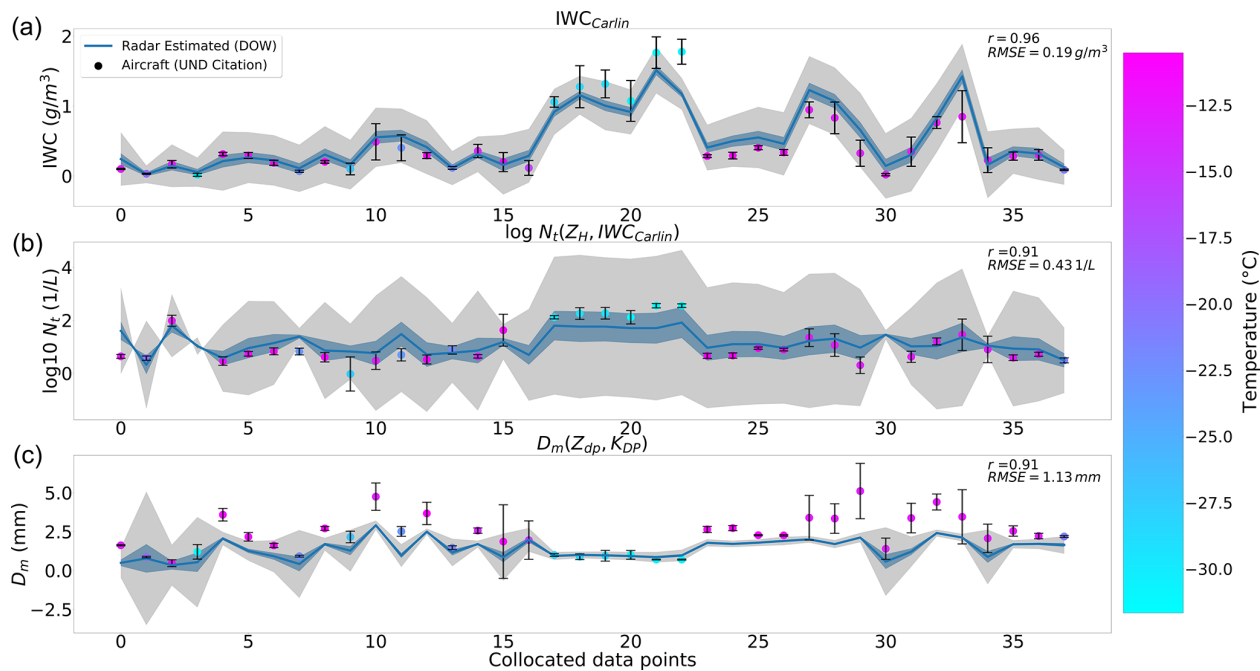 (a)
IWC_Carlin
Radar Estimated (DOW)
Aircraft (UND Citation)
r = 0.96
RMSE = 0.19 g/m³
IWC (g/m³)
2
1
0
0 5 10 15 20 25 30 35
(b)
log N_t(Z_H, IWC_Carlin)
r = 0.91
RMSE = 0.43 1/L
log10 N_t (1/L)
4
2
0
0 5 10 15 20 25 30 35
(c)
D_m(Z_dp, K_DP)
r = 0.91
RMSE = 1.13 mm
D_m (mm)
5.0
2.5
0.0
−2.5
0 5 10 15 20 25 30 35
Collocated data points
−12.5
−15.0
−17.5
−20.0
−22.5
−25.0
−27.5
−30.0
Temperature (°C)